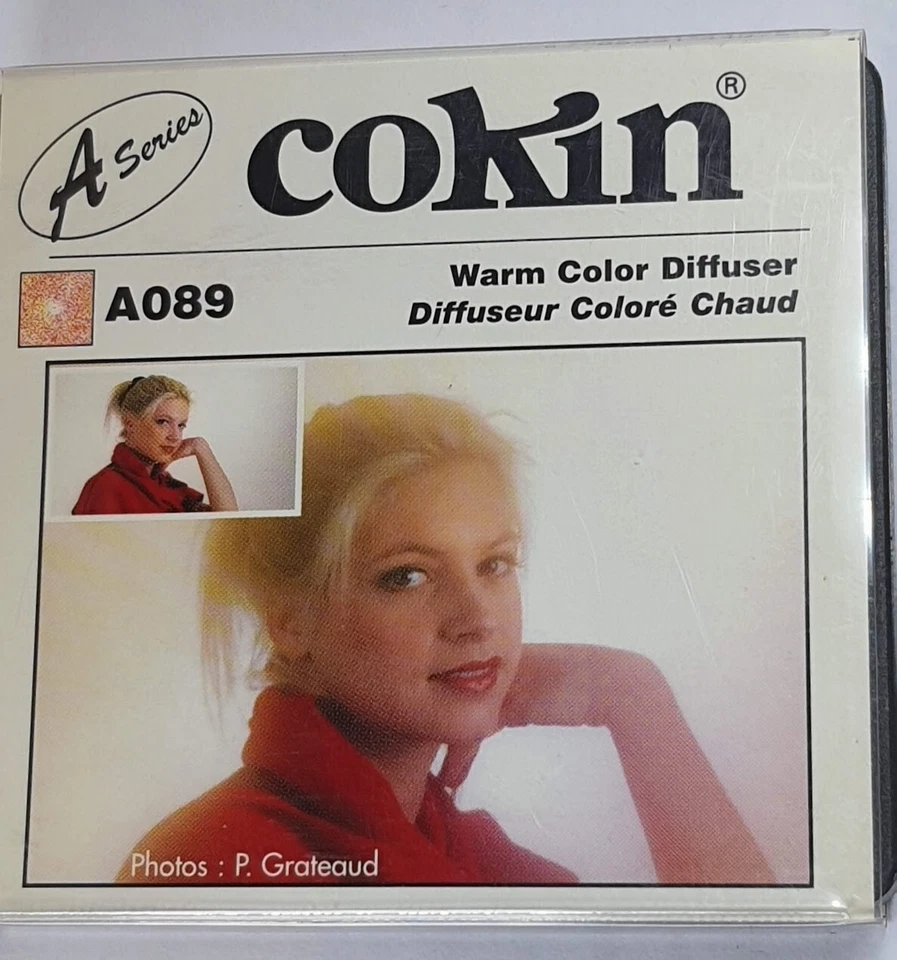 A Series
cokin®
A089
Warm Color Diffuser
Diffuseur Coloré Chaud
Photos : P. Grateaud